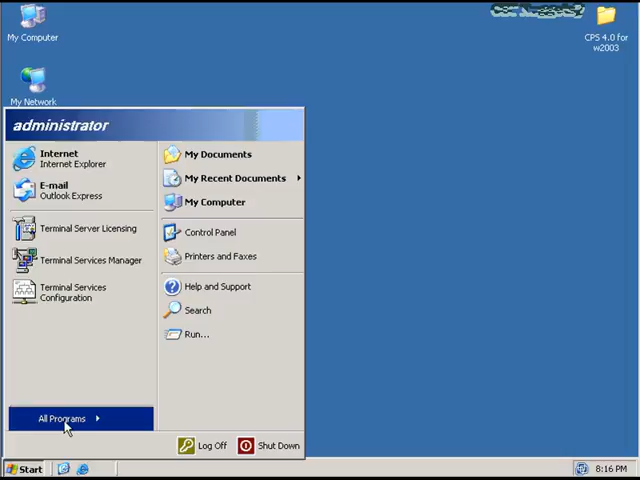 My Computer
CPS 4.0 for
w2003
My Network
administrator
Internet
Internet Explorer
E-mail
Outlook Express
Terminal Server Licensing
Terminal Services Manager
Terminal Services
Configuration
All Programs
My Documents
My Recent Documents
My Computer
Control Panel
Printers and Faxes
Help and Support
Search
Run...
Log Off
Shut Down
Start
8:16 PM